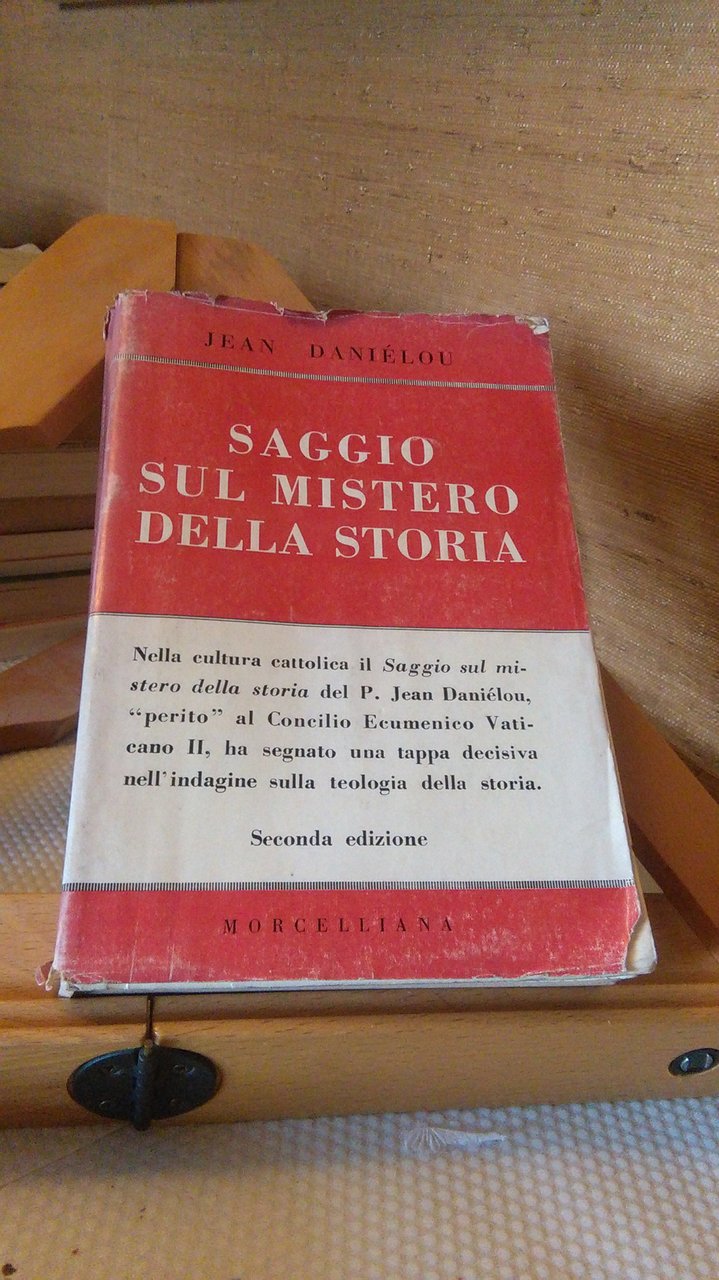 JEAN DANIÉLOU
SAGGIO
SUL MISTERO
DELLA STORIA
Nella cultura cattolica il Saggio sul mi-
stero della storia del P. Jean Daniélou,
“perito” al Concilio Ecumenico Vati-
cano II, ha segnato una tappa decisiva
nell'indagine sulla teologia della storia.
Seconda edizione
MORCELLIANA